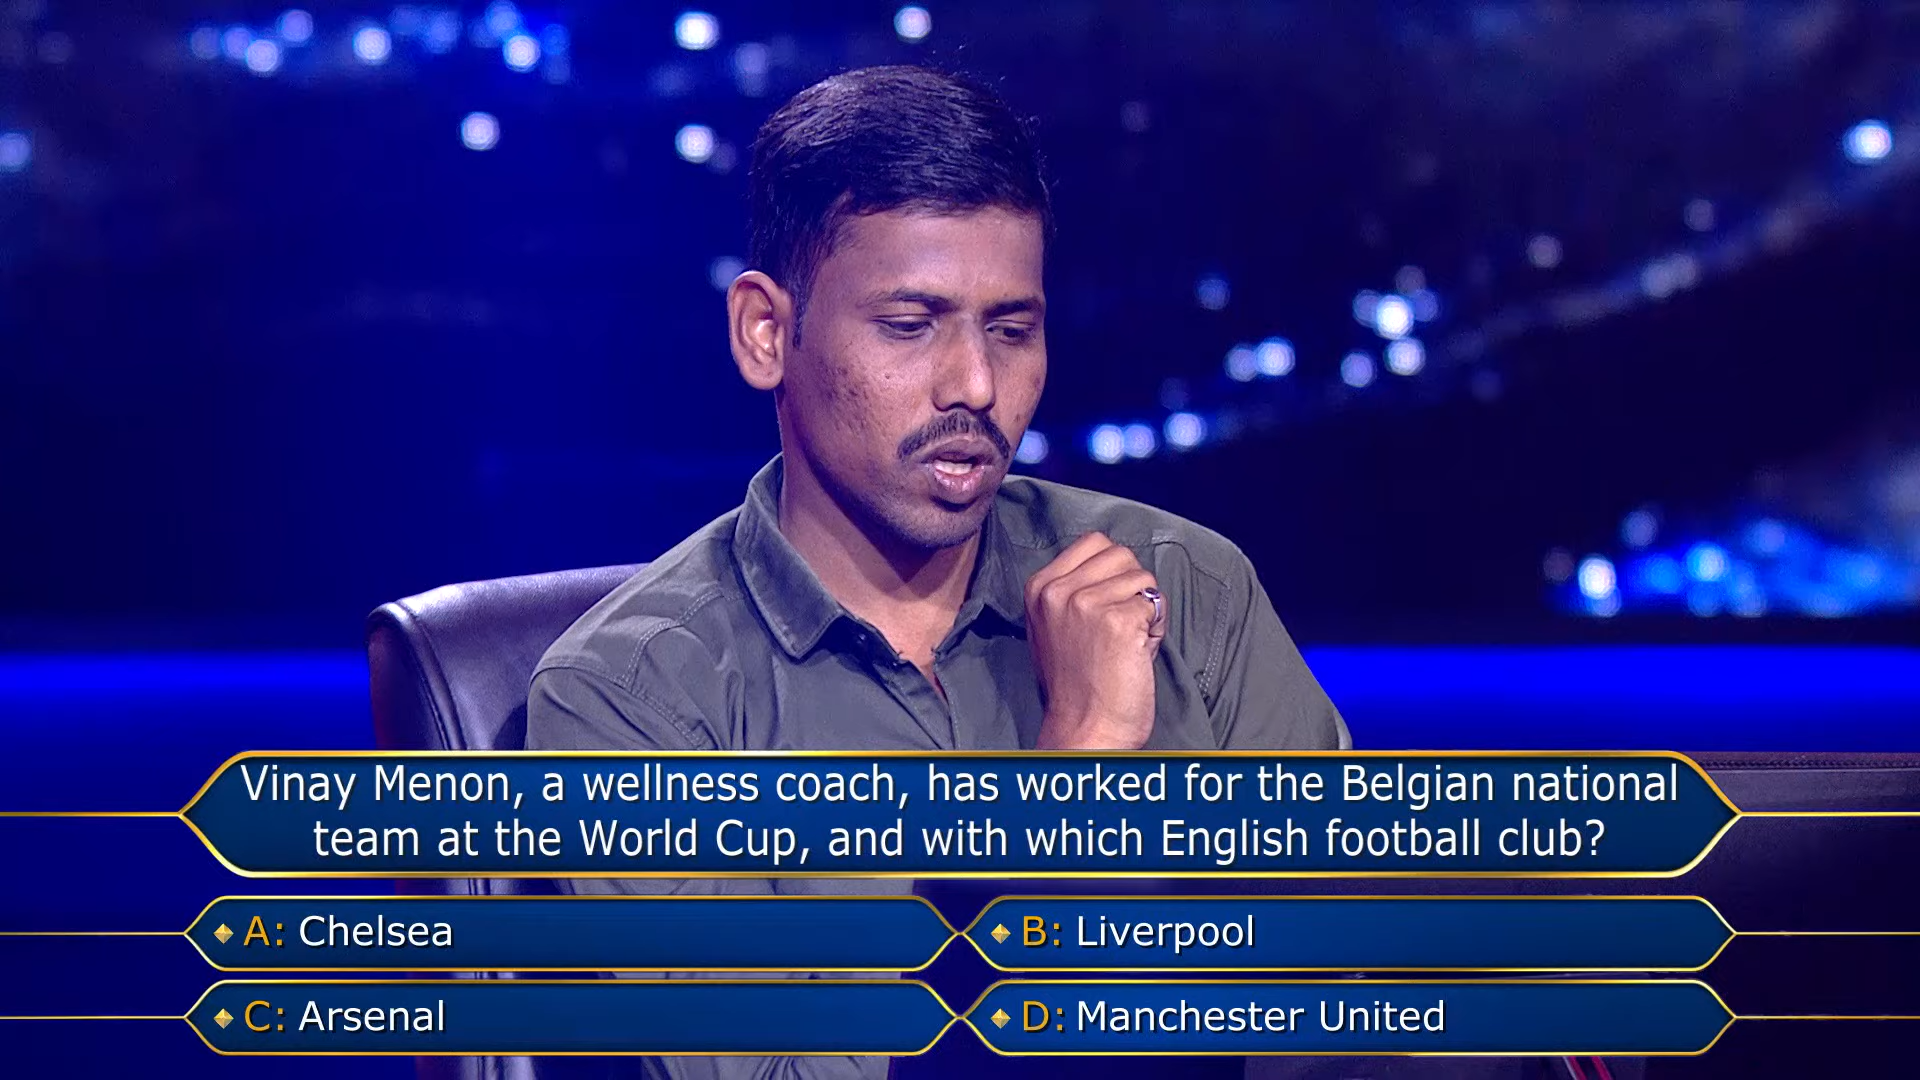 Vinay Menon, a wellness coach, has worked for the Belgian national
team at the World Cup, and with which English football club?
A: Chelsea
B: Liverpool
C: Arsenal
D: Manchester United